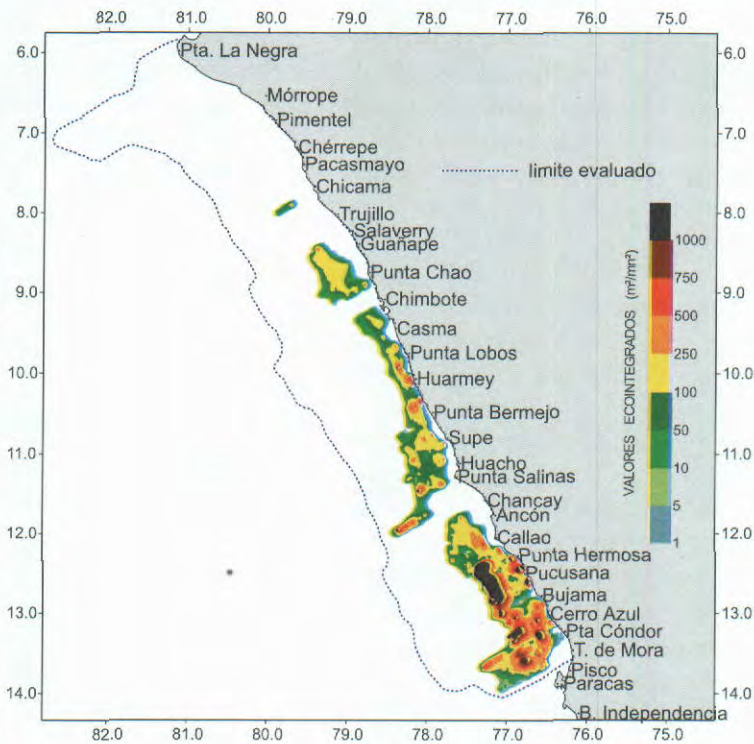 82.0 81.0 80.0 79.0 78.0 77.0 76.0 75.0
6.0 6.0
Pta. La Negra
Mórrope
7.0 Pimentel 7.0
Chérrepe
Pacasmayo
limite evaluado
Chicama
8.0 Trujillo 8.0
Salaverry
Guañape
1000
Punta Chao
750
9.0 Chimbote 9.0
500
Casma
250
Punta Lobos
10.0 Huarmey 10.0
100
Punta Bermejo
50
Supe
11.0 11.0
Huacho
10
Punta Salinas
Chancay
5
Ancón
12.0 Callao 12.0
1
VALORES ECOINTEGRADOS (m²/mn²)
Punta Hermosa
Pucusana
Bujama
13.0 Cerro Azul 13.0
Pta Cóndor
T. de Mora
Pisco
Paracas
14.0 14.0
B. Independencia
82.0 81.0 80.0 79.0 78.0 77.0 76.0 75.0